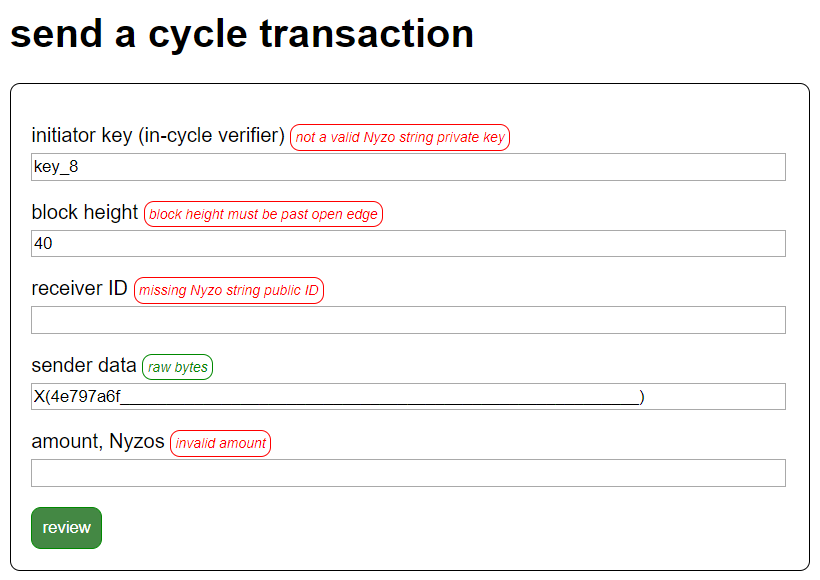 send a cycle transaction
initiator key (in-cycle verifier) not a valid Nyzo string private key
key_8
block height block height must be past open edge
40
receiver ID missing Nyzo string public ID
sender data raw bytes
X(4e797a6f________________________________________________________)
amount, Nyzos invalid amount
review